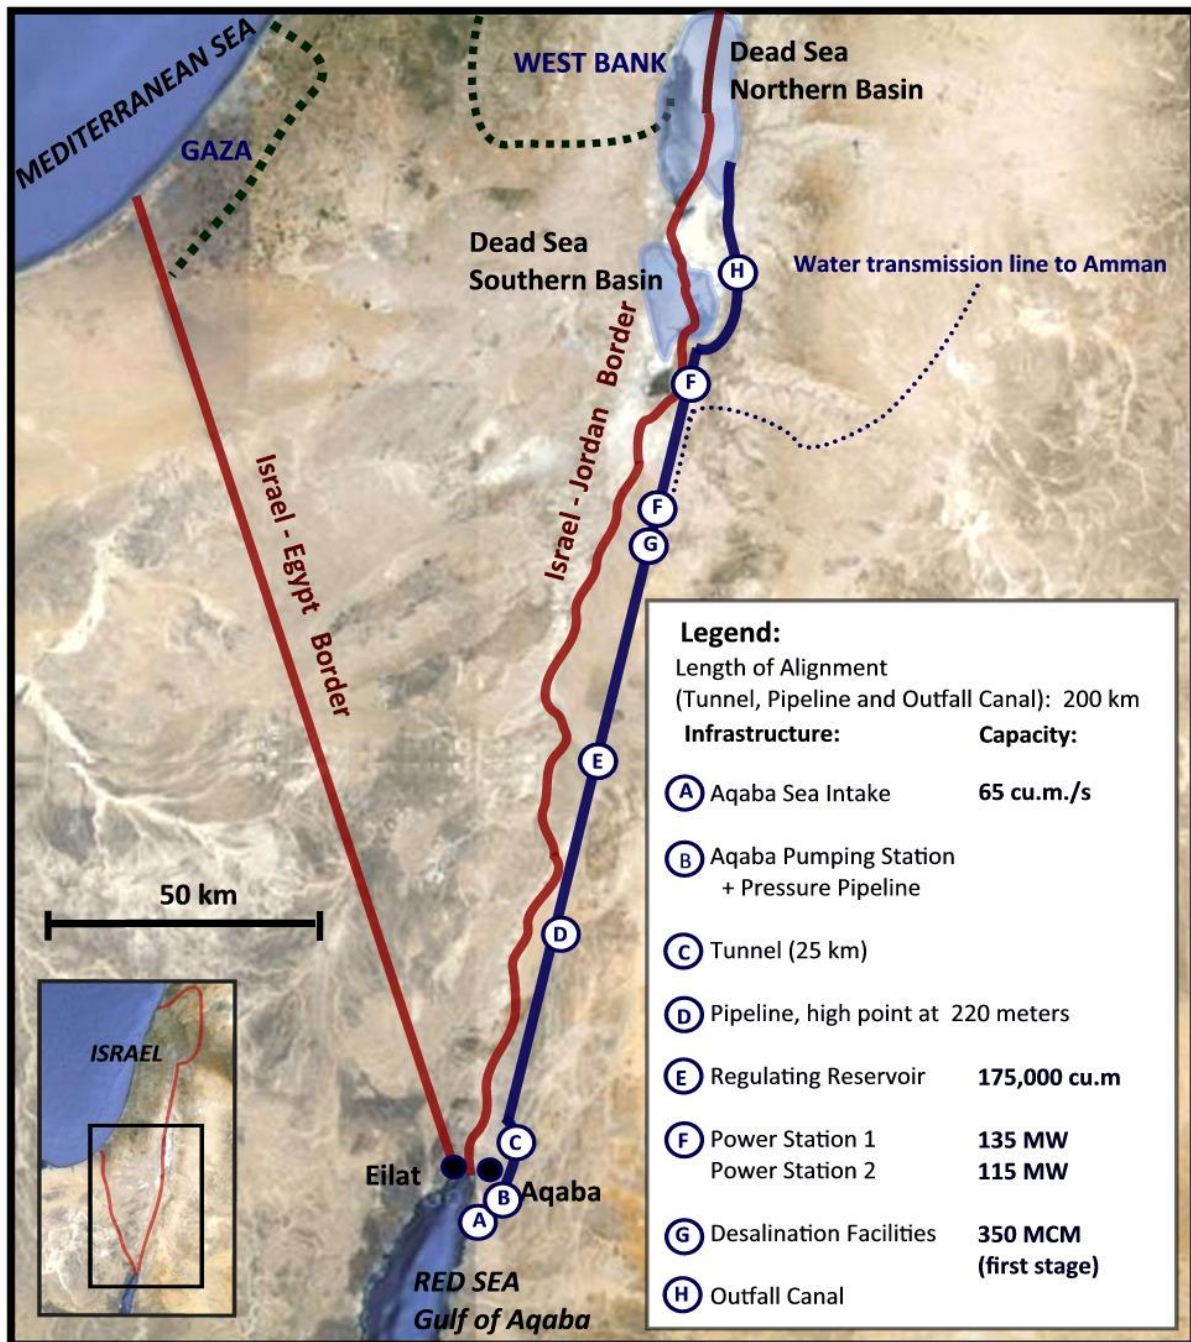 MEDITERRANEAN SEA
GAZA
WEST BANK
Dead Sea
Northern Basin
Dead Sea
Southern Basin
H
Water transmission line to Amman
F
Israel - Jordan Border
F
G
Israel - Egypt Border
E
D
50 km
ISRAEL
C
Eilat
B
Aqaba
A
RED SEA
Gulf of Aqaba
Legend:
Length of Alignment
(Tunnel, Pipeline and Outfall Canal): 200 km
Infrastructure: Capacity:
A Aqaba Sea Intake 65 cu.m./s
B Aqaba Pumping Station
+ Pressure Pipeline
C Tunnel (25 km)
D Pipeline, high point at 220 meters
E Regulating Reservoir 175,000 cu.m
F Power Station 1 135 MW
Power Station 2 115 MW
G Desalination Facilities 350 MCM
(first stage)
H Outfall Canal